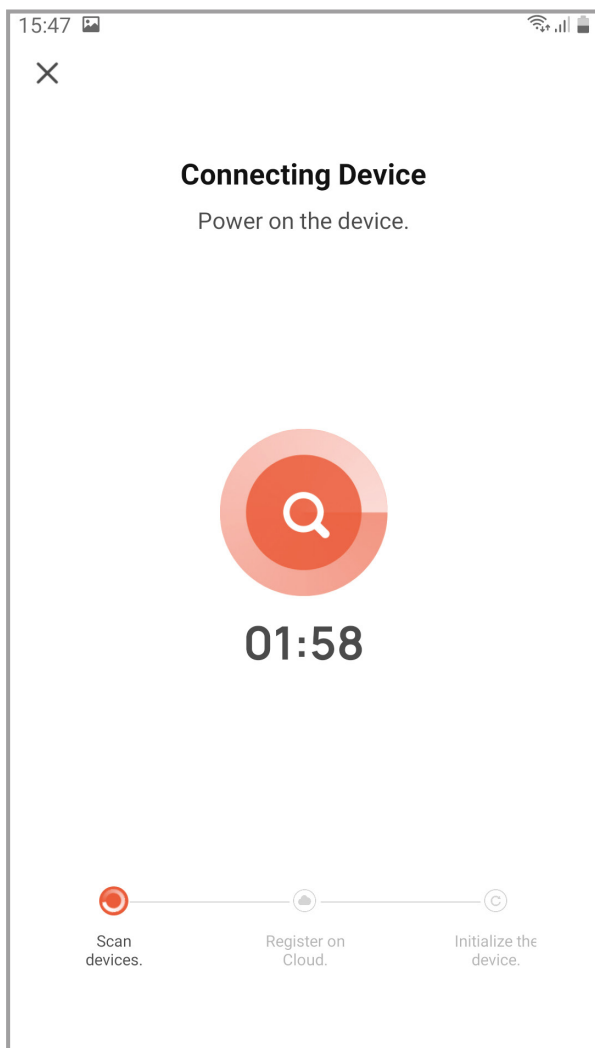 15:47
Connecting Device
Power on the device.
01:58
Scan
devices.
Register on
Cloud.
Initialize the
device.